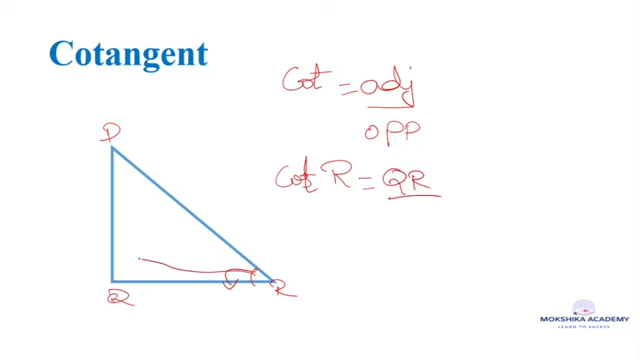 Cotangent
Cot = adj
opp
Cot R = QR
D
Q
R
MOKSHIKA ACADEMY
LEARN TO SUCCESS